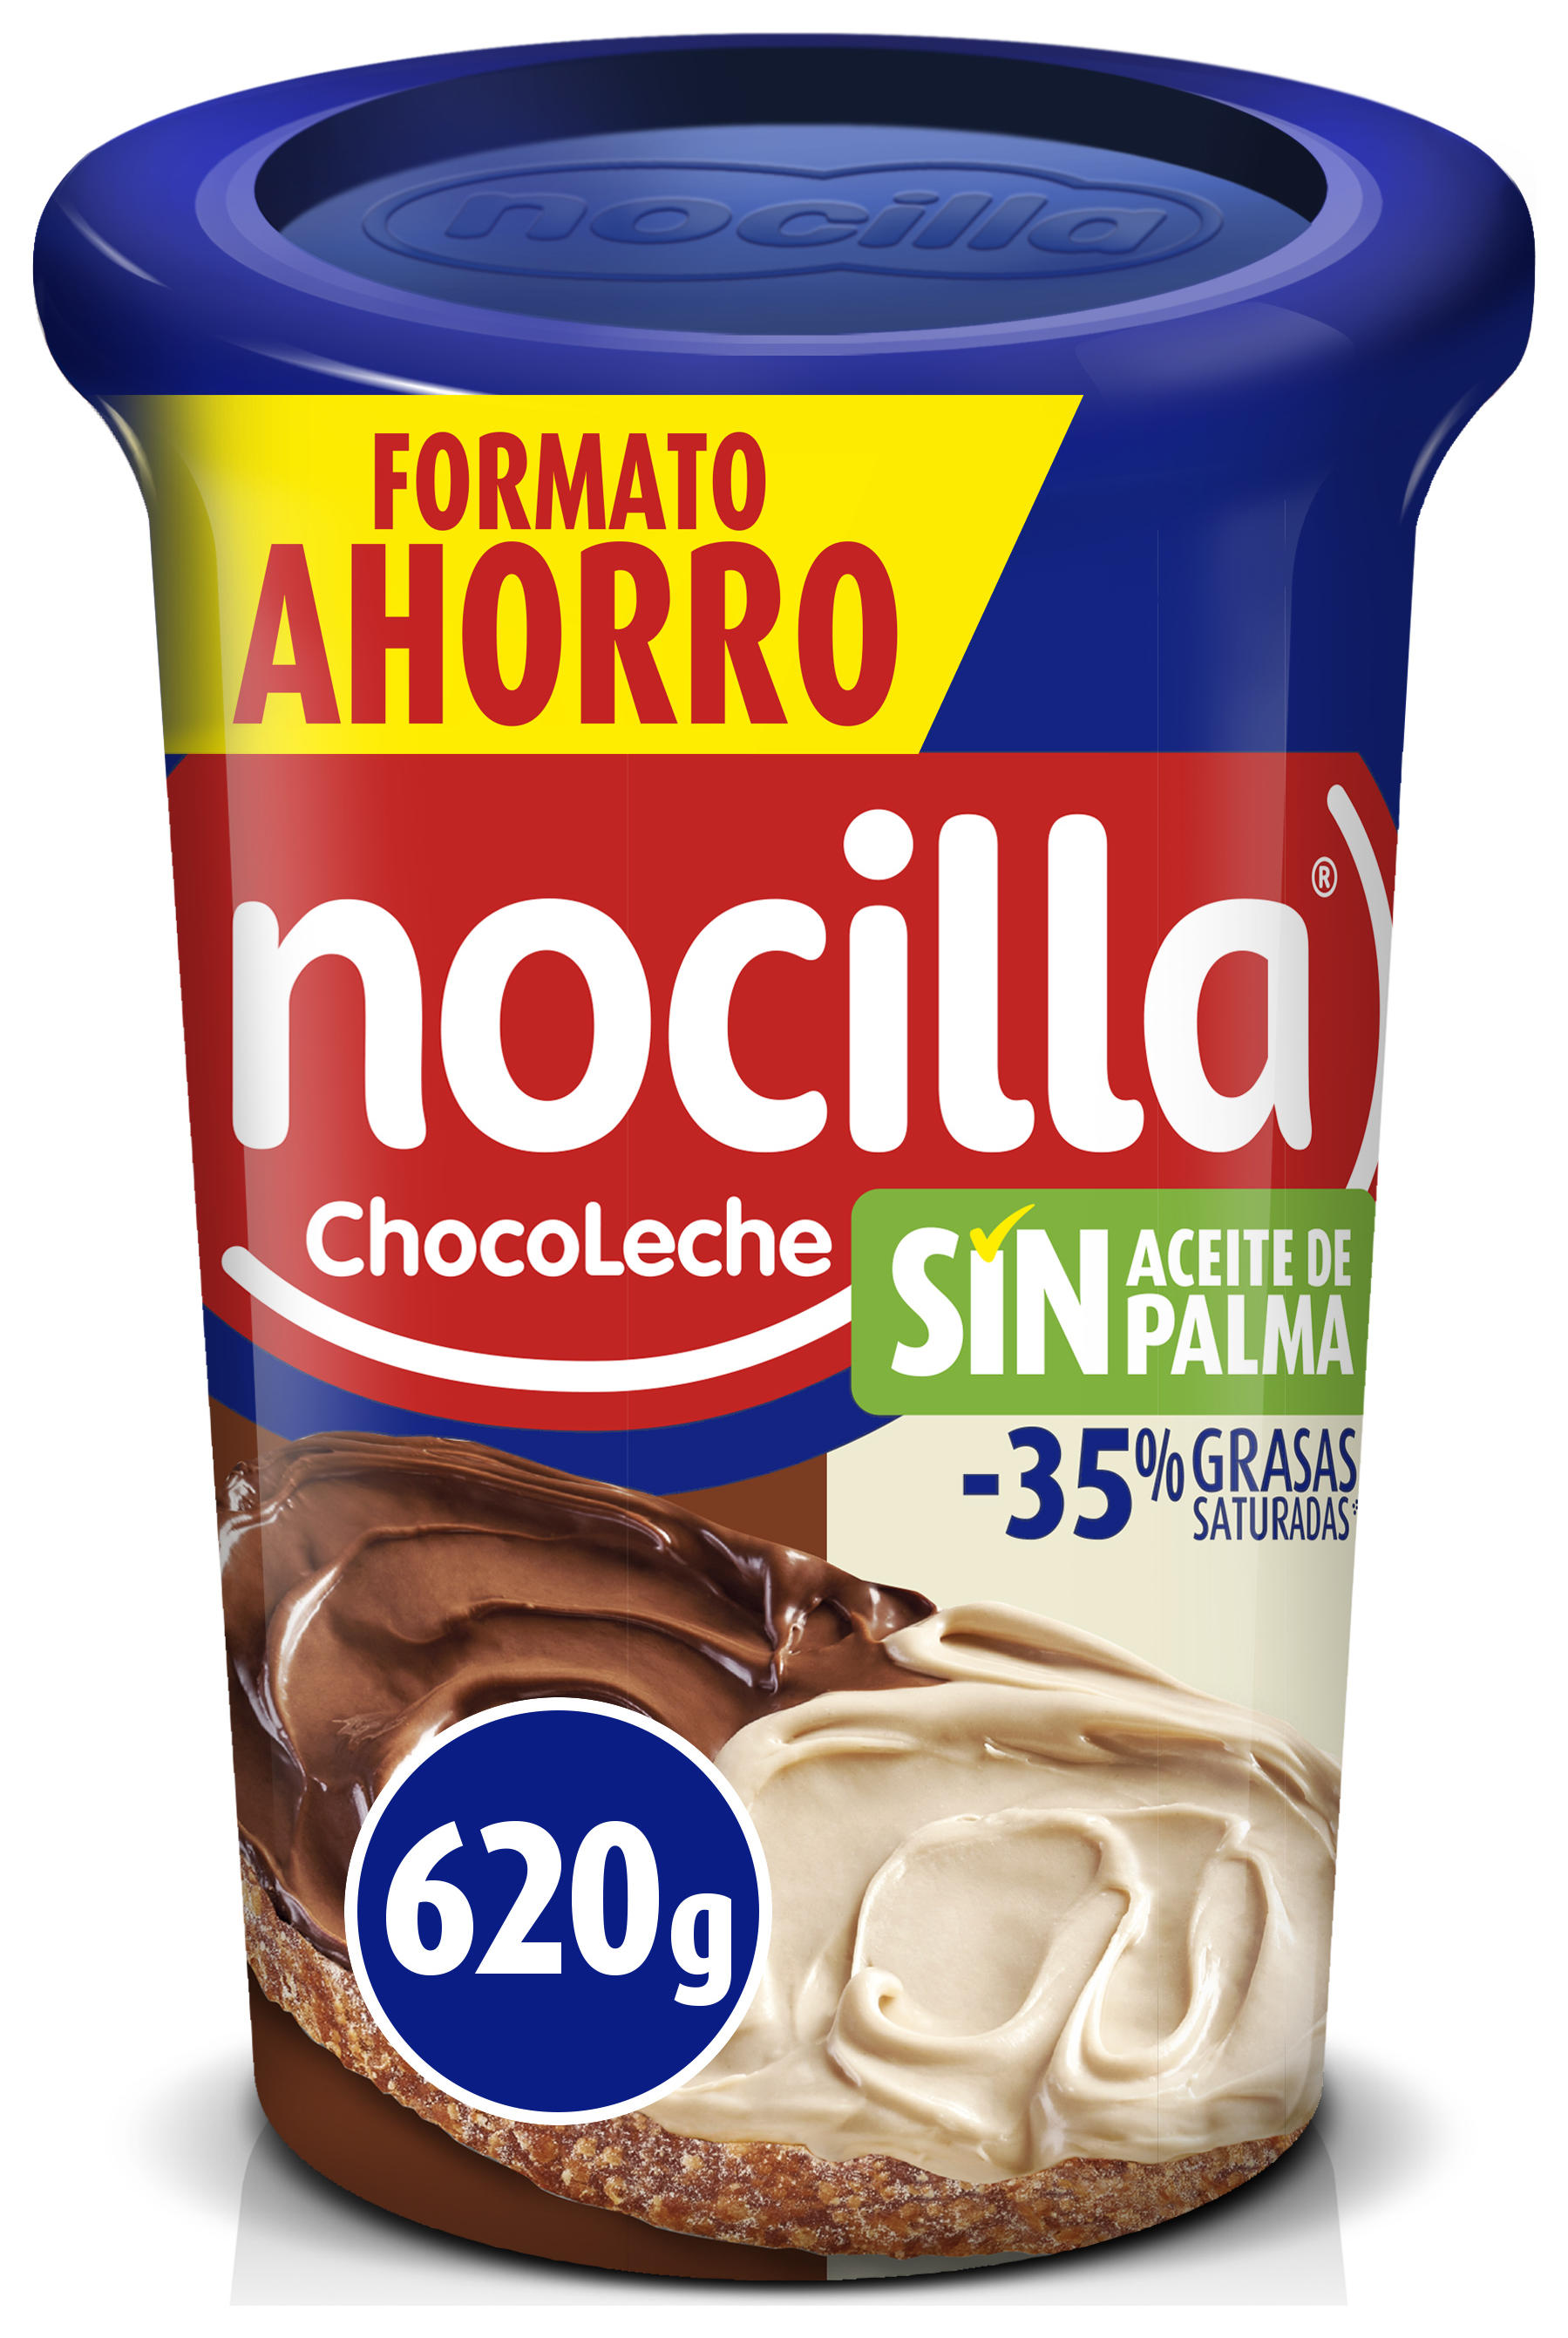 nocilla
FORMATO
AHORRO
nocilla®
ChocoLeche
SIN ACEITE DE
PALMA
-35% GRASAS
SATURADAS
620g